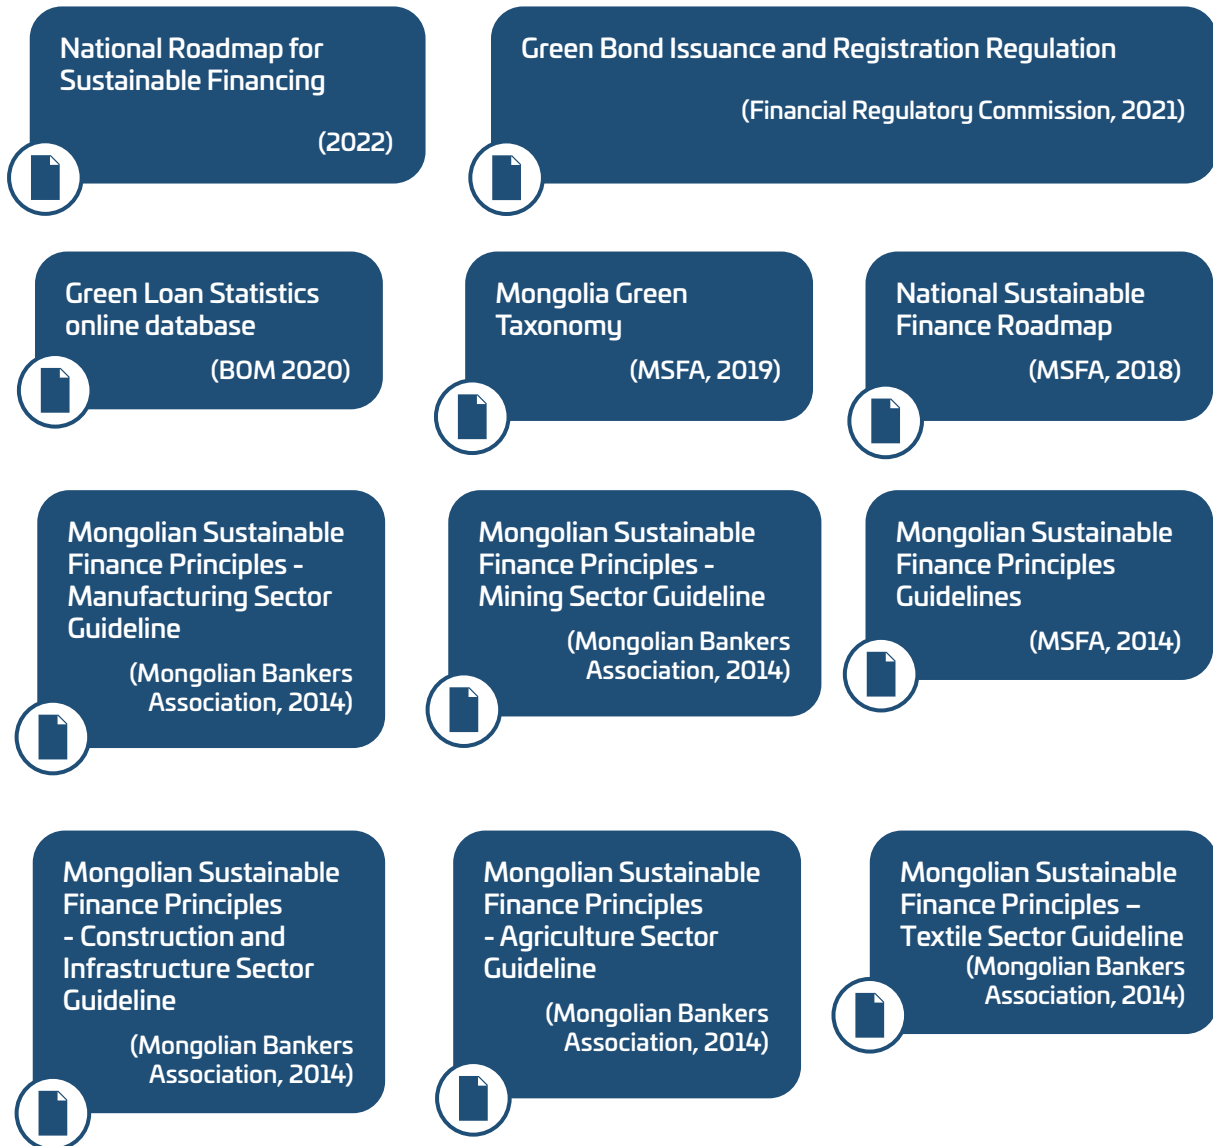 National Roadmap for
Sustainable Financing
(2022)
Green Bond Issuance and Registration Regulation
(Financial Regulatory Commission, 2021)
Green Loan Statistics
online database
(BOM 2020)
Mongolia Green
Taxonomy
(MSFA, 2019)
National Sustainable
Finance Roadmap
(MSFA, 2018)
Mongolian Sustainable
Finance Principles -
Manufacturing Sector
Guideline
(Mongolian Bankers
Association, 2014)
Mongolian Sustainable
Finance Principles -
Mining Sector Guideline
(Mongolian Bankers
Association, 2014)
Mongolian Sustainable
Finance Principles
Guidelines
(MSFA, 2014)
Mongolian Sustainable
Finance Principles
- Construction and
Infrastructure Sector
Guideline
(Mongolian Bankers
Association, 2014)
Mongolian Sustainable
Finance Principles
- Agriculture Sector
Guideline
(Mongolian Bankers
Association, 2014)
Mongolian Sustainable
Finance Principles –
Textile Sector Guideline
(Mongolian Bankers
Association, 2014)